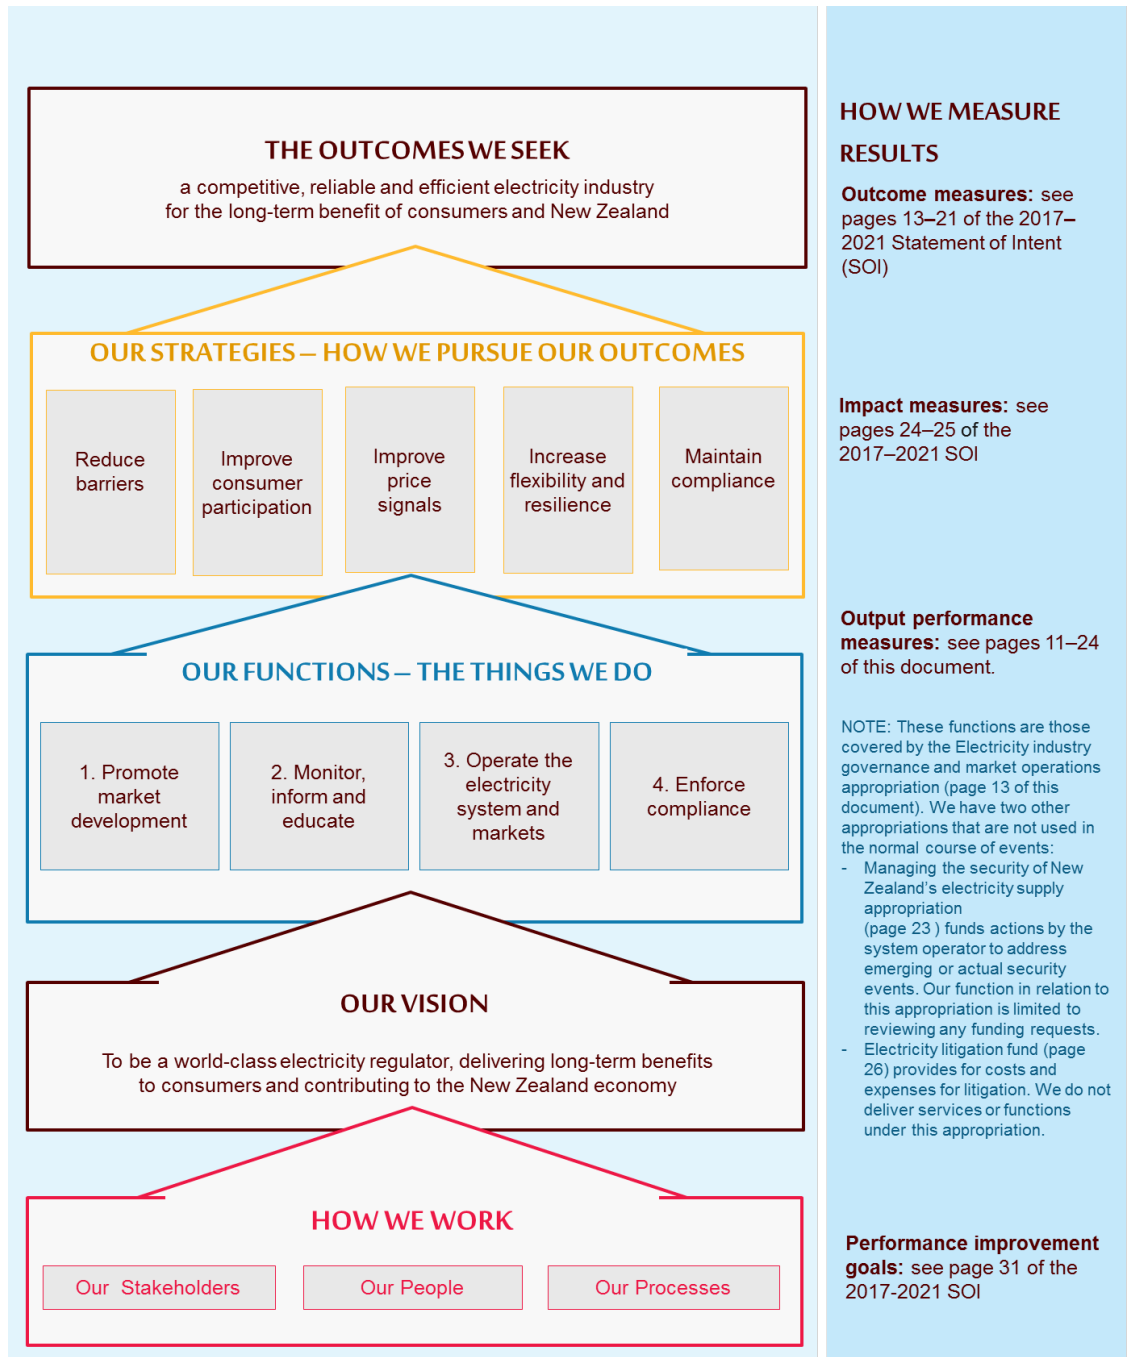 THE OUTCOMES WE SEEK
a competitive, reliable and efficient electricity industry
for the long-term benefit of consumers and New Zealand
OUR STRATEGIES – HOW WE PURSUE OUR OUTCOMES
Reduce
barriers
Improve
consumer
participation
Improve
price
signals
Increase
flexibility and
resilience
Maintain
compliance
OUR FUNCTIONS – THE THINGS WE DO
1. Promote
market
development
2. Monitor,
inform and
educate
3. Operate the
electricity
system and
markets
4. Enforce
compliance
OUR VISION
To be a world-class electricity regulator, delivering long-term benefits
to consumers and contributing to the New Zealand economy
HOW WE WORK
Our Stakeholders
Our People
Our Processes
HOW WE MEASURE
RESULTS
Outcome measures: see
pages 13–21 of the 2017–
2021 Statement of Intent
(SOI)
Impact measures: see
pages 24–25 of the
2017–2021 SOI
Output performance
measures: see pages 11–24
of this document.
NOTE: These functions are those
covered by the Electricity industry
governance and market operations
appropriation (page 13 of this
document). We have two other
appropriations that are not used in
the normal course of events:
- Managing the security of New
Zealand's electricity supply
appropriation
(page 23 ) funds actions by the
system operator to address
emerging or actual security
events. Our function in relation to
this appropriation is limited to
reviewing any funding requests.
- Electricity litigation fund (page
26) provides for costs and
expenses for litigation. We do not
deliver services or functions
under this appropriation.
Performance improvement
goals: see page 31 of the
2017-2021 SOI